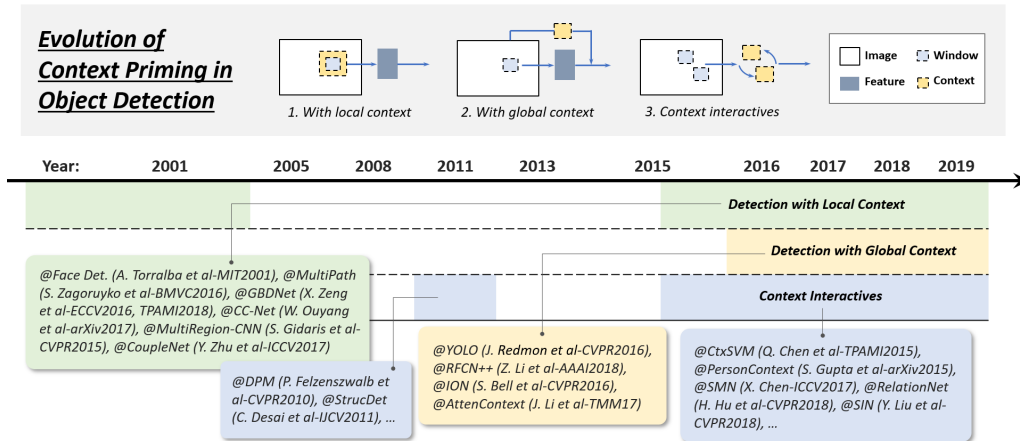 Evolution of
Context Priming in
Object Detection
1. With local context
2. With global context
3. Context interactives
Image
Window
Feature
Context
Year: 2001 2005 2008 2011 2013 2015 2016 2017 2018 2019
Detection with Local Context
Detection with Global Context
Context Interactives
@Face Det. (A. Torralba et al-MIT2001), @MultiPath
(S. Zagoruyko et al-BMVC2016), @GBDNet (X. Zeng
et al-ECCV2016, TPAMI2018), @CC-Net (W. Ouyang
et al-arXiv2017), @MultiRegion-CNN (S. Gidaris et al-
CVPR2015), @CoupleNet (Y. Zhu et al-ICCV2017)
@DPM (P. Felzenszwalb et
al-CVPR2010), @StrucDet
(C. Desai et al-IJCV2011), ...
@YOLO (J. Redmon et al-CVPR2016),
@RFCN++ (Z. Li et al-AAAI2018),
@ION (S. Bell et al-CVPR2016),
@AttenContext (J. Li et al-TMM17)
@CtxSVM (Q. Chen et al-TPAMI2015),
@PersonContext (S. Gupta et al-arXiv2015),
@SMN (X. Chen-ICCV2017), @RelationNet
(H. Hu et al-CVPR2018), @SIN (Y. Liu et al-
CVPR2018), ...